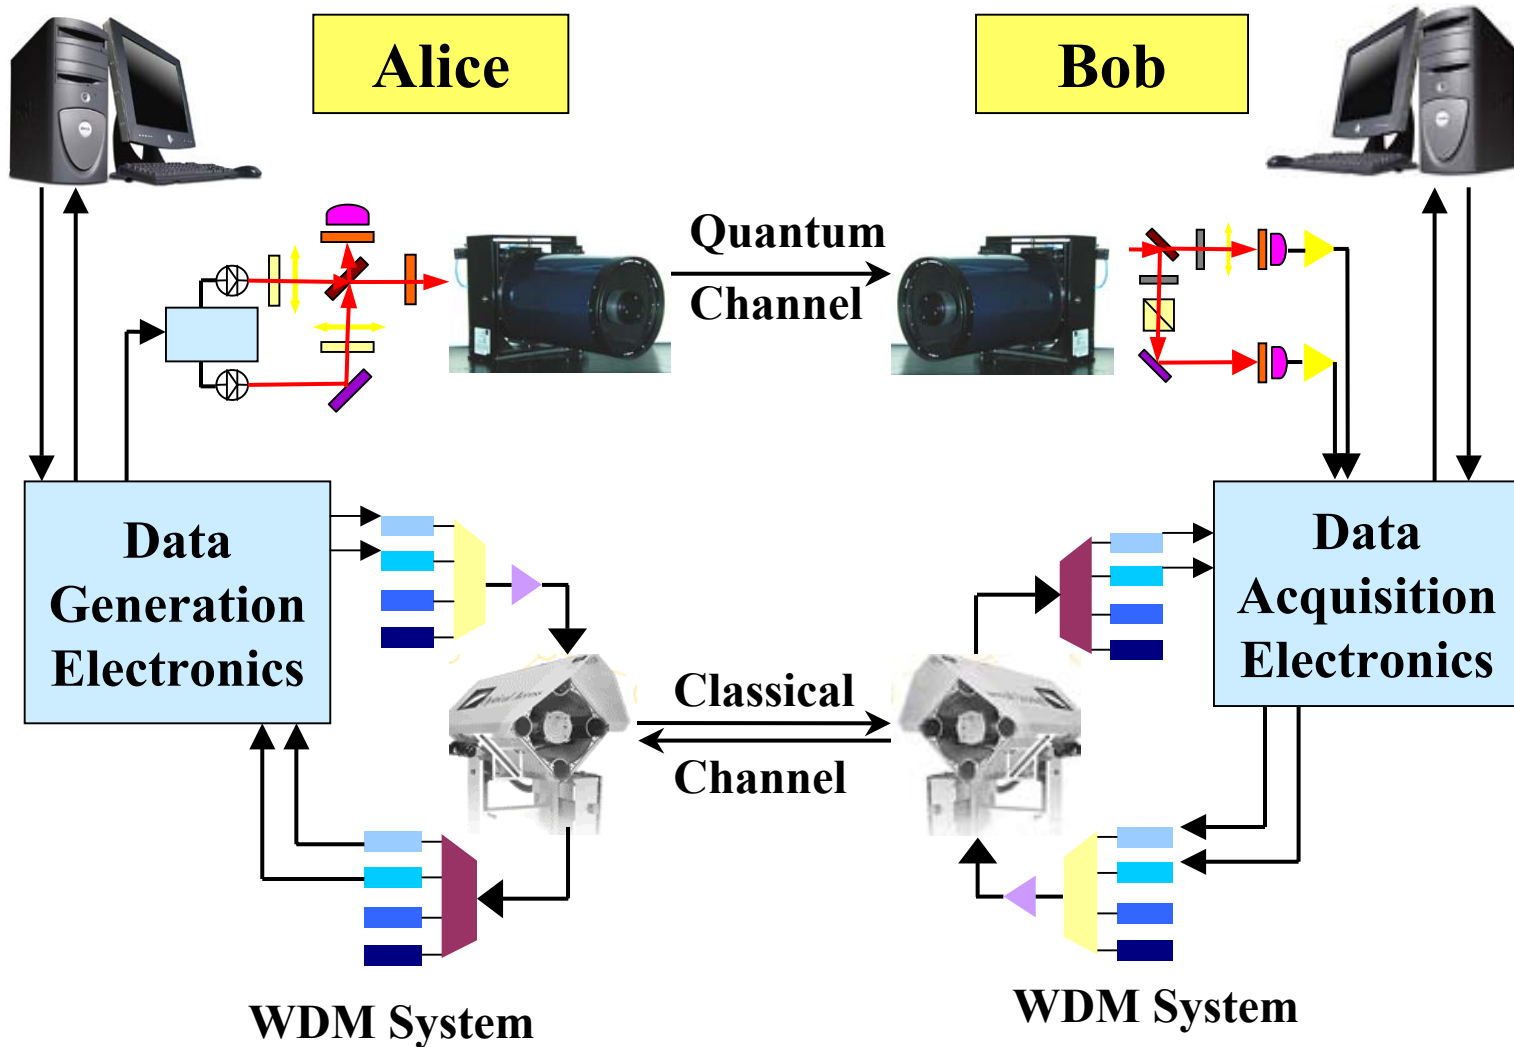 Alice
Bob
Quantum
Channel
Data
Generation
Electronics
Data
Acquisition
Electronics
Classical
Channel
WDM System
WDM System